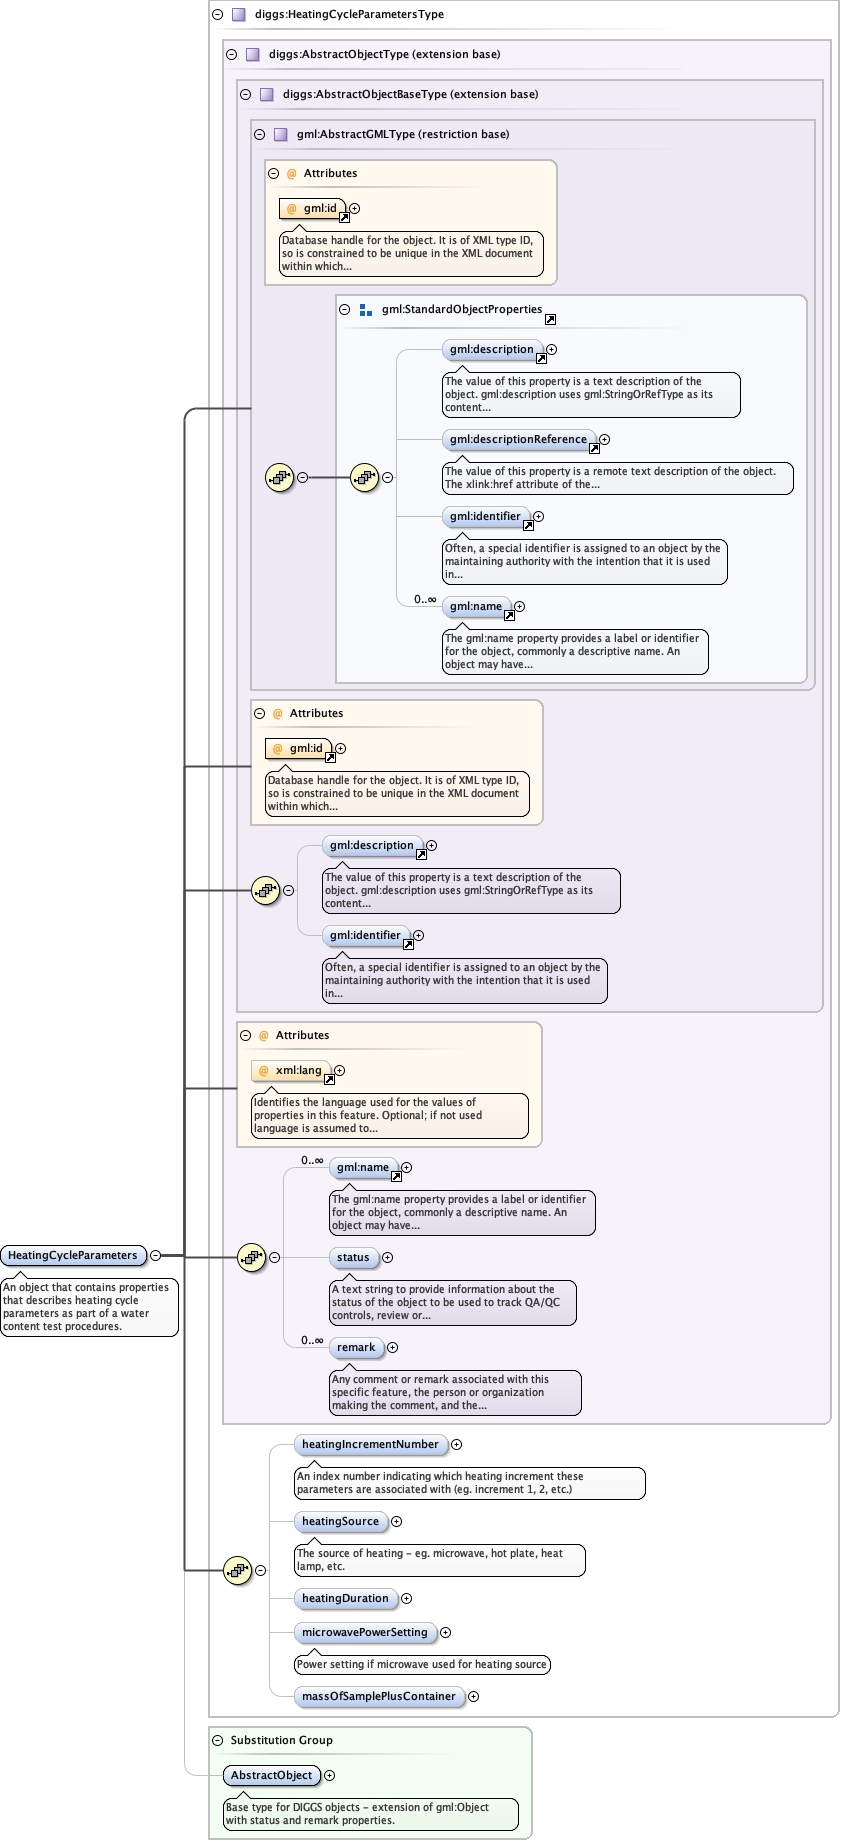 diggs:HeatingCycleParametersType
diggs:AbstractObjectType (extension base)
diggs:AbstractObjectBaseType (extension base)
gml:AbstractGMLType (restriction base)
@ Attributes
@ gml:id
Database handle for the object. It is of XML type ID,
so is constrained to be unique in the XML document
within which...
gml:StandardObjectProperties
gml:description
The value of this property is a text description of the
object. gml:description uses gml:StringOrRefType as its
content...
gml:descriptionReference
The value of this property is a remote text description of the object.
The xlink:href attribute of the...
gml:identifier
Often, a special identifier is assigned to an object by the
maintaining authority with the intention that it is used
in...
0..∞
gml:name
The gml:name property provides a label or identifier
for the object, commonly a descriptive name. An
object may have...
@ Attributes
@ gml:id
Database handle for the object. It is of XML type ID,
so is constrained to be unique in the XML document
within which...
gml:description
The value of this property is a text description of the
object. gml:description uses gml:StringOrRefType as its
content...
gml:identifier
Often, a special identifier is assigned to an object by the
maintaining authority with the intention that it is used
in...
@ Attributes
@ xml:lang
Identifies the language used for the values of
properties in this feature. Optional; if not used
language is assumed to...
0..∞
gml:name
The gml:name property provides a label or identifier
for the object, commonly a descriptive name. An
object may have...
HeatingCycleParameters
An object that contains properties
that describes heating cycle
parameters as part of a water
content test procedures.
status
A text string to provide information about the
status of the object to be used to track QA/QC
controls, review or...
0..∞
remark
Any comment or remark associated with this
specific feature, the person or organization
making the comment, and the...
heatingIncrementNumber
An index number indicating which heating increment these
parameters are associated with (eg. increment 1, 2, etc.)
heatingSource
The source of heating - eg. microwave, hot plate, heat
lamp, etc.
heatingDuration
microwavePowerSetting
Power setting if microwave used for heating source
massOfSamplePlusContainer
Substitution Group
AbstractObject
Base type for DIGGS objects - extension of gml:Object
with status and remark properties.